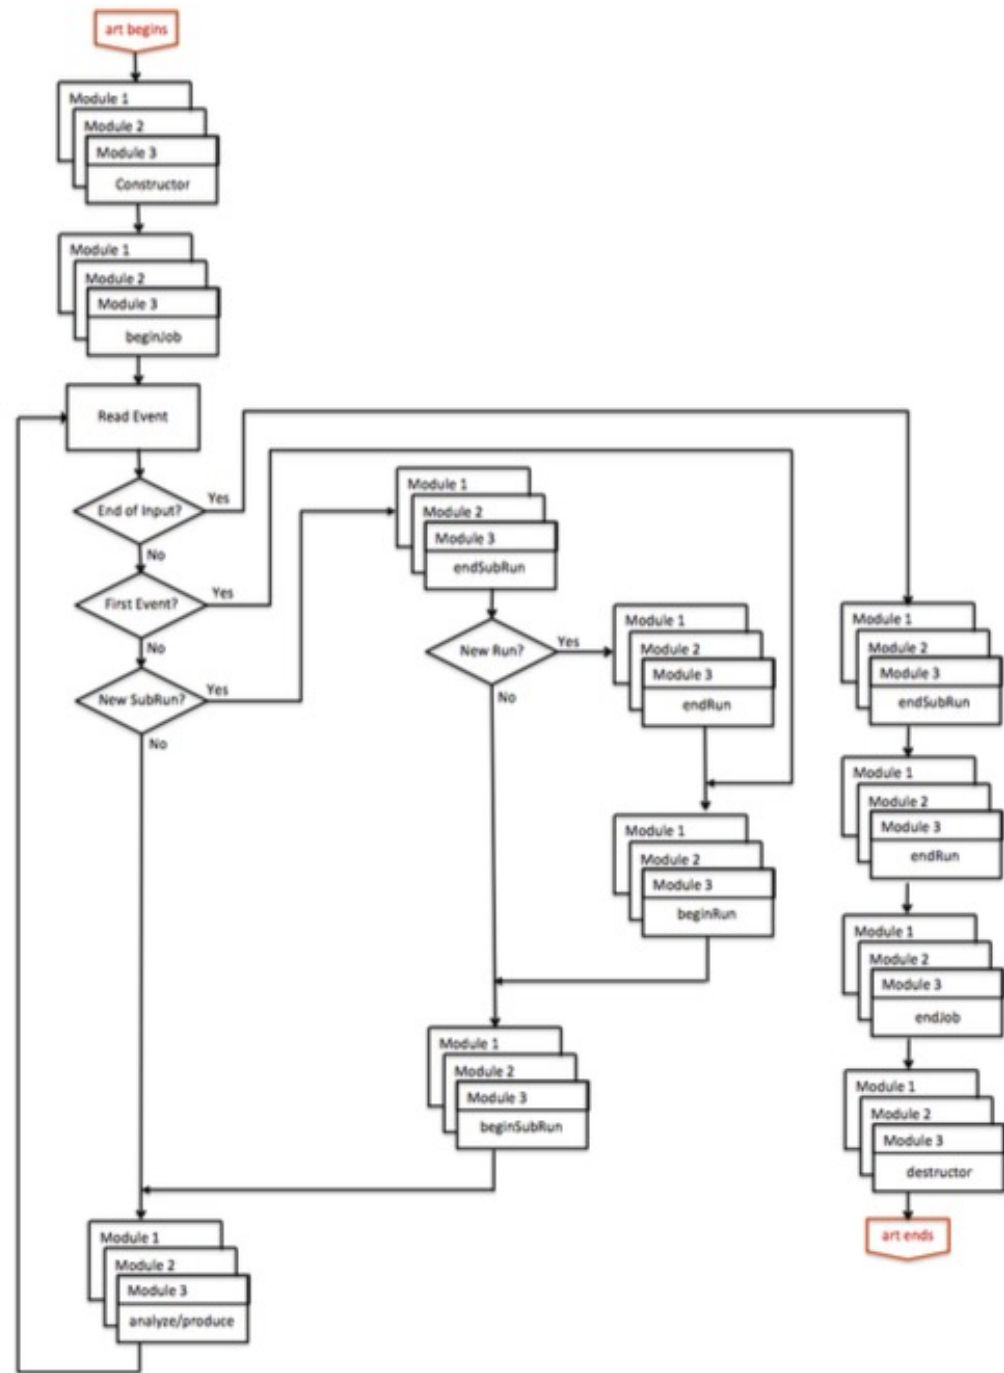 art begins
Module 1
Module 2
Module 3
Constructor
Module 1
Module 2
Module 3
beginJob
Read Event
End of Input?
Yes
No
First Event?
Yes
No
New SubRun?
Yes
No
Module 1
Module 2
Module 3
endSubRun
New Run?
Yes
No
Module 1
Module 2
Module 3
endRun
Module 1
Module 2
Module 3
beginRun
Module 1
Module 2
Module 3
beginSubRun
Module 1
Module 2
Module 3
analyze/produce
Module 1
Module 2
Module 3
endSubRun
Module 1
Module 2
Module 3
endRun
Module 1
Module 2
Module 3
endJob
Module 1
Module 2
Module 3
destructor
art ends